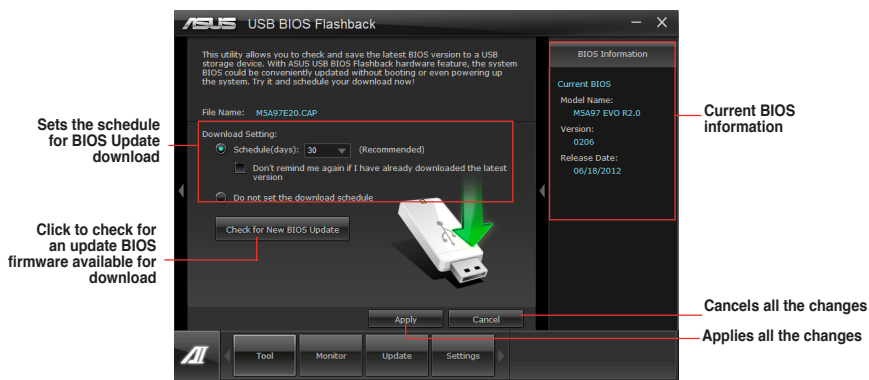 ASUS USB BIOS Flashback
This utility allows you to check and save the latest BIOS version to a USB
storage device. With ASUS USB BIOS Flashback hardware feature, the system
BIOS could be conveniently updated without booting or even powering up
the system. Try it and schedule your download now!
File Name: M5A97E20.CAP
Download Setting:
Schedule(days): 30 (Recommended)
Don't remind me again if I have already downloaded the latest
version
Do not set the download schedule
Check for New BIOS Update
Apply
Cancel
BIOS Information
Current BIOS
Model Name:
M5A97 EVO R2.0
Version:
0206
Release Date:
06/18/2012
Tool
Monitor
Update
Settings
Sets the schedule
for BIOS Update
download
Click to check for
an update BIOS
firmware available for
download
Current BIOS
information
Cancels all the changes
Applies all the changes